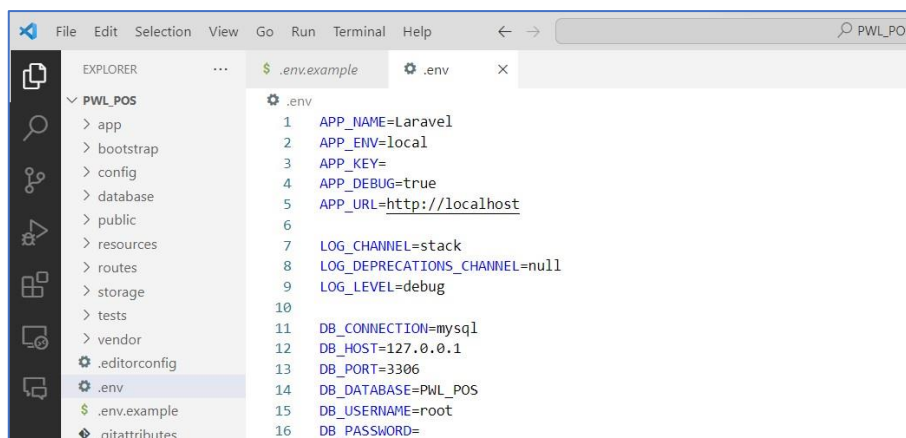 File Edit Selection View Go Run Terminal Help PWL_PO
EXPLORER ...
PWL_POS
app
bootstrap
config
database
public
resources
routes
storage
tests
vendor
.editorconfig
.env
.env.example
.gitattributes
.env.example .env
.env
1 APP_NAME=Laravel
2 APP_ENV=local
3 APP_KEY=
4 APP_DEBUG=true
5 APP_URL=http://localhost
6
7 LOG_CHANNEL=stack
8 LOG_DEPRECATIONS_CHANNEL=null
9 LOG_LEVEL=debug
10
11 DB_CONNECTION=mysql
12 DB_HOST=127.0.0.1
13 DB_PORT=3306
14 DB_DATABASE=PWL_POS
15 DB_USERNAME=root
16 DB_PASSWORD=